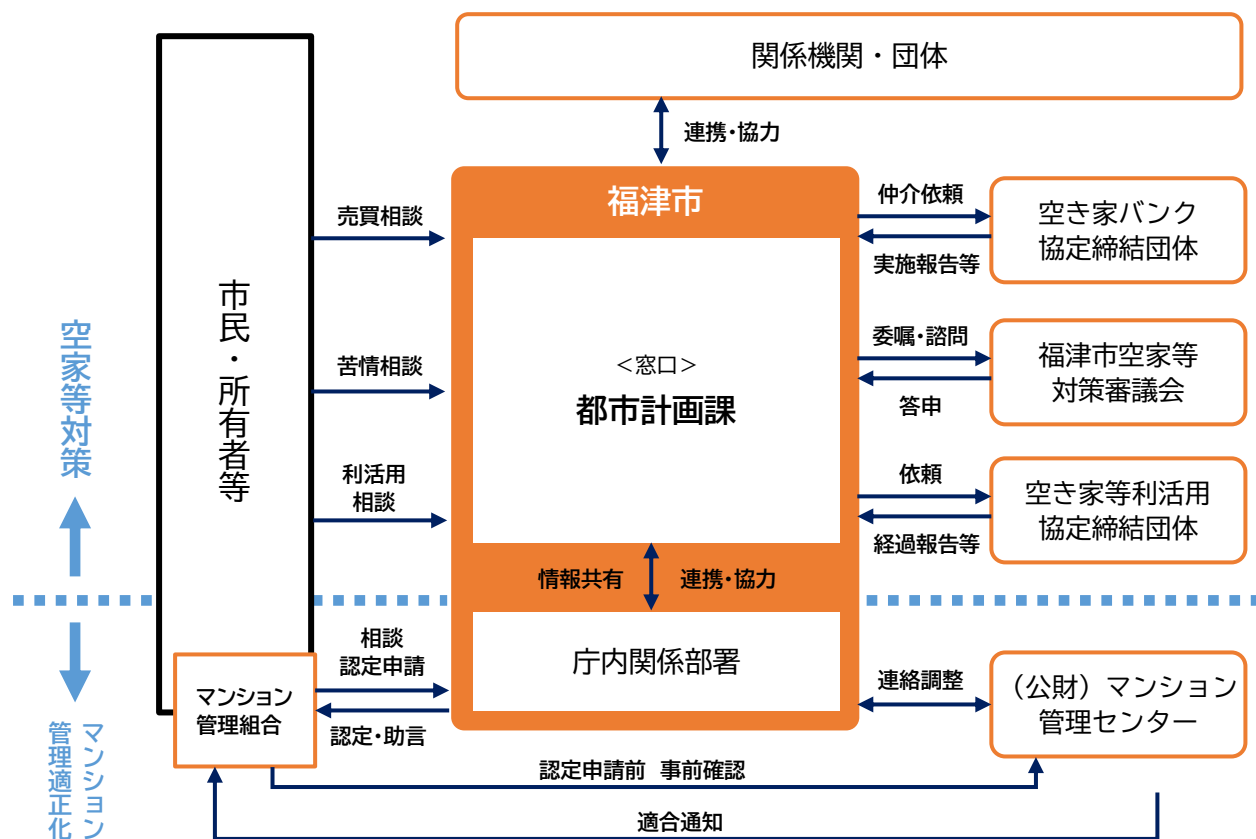 関係機関・団体
連携・協力
福津市
売買相談
仲介依頼
空き家バンク
協定締結団体
実施報告等
市民・所有者等
空家等対策
苦情相談
<窓口>
都市計画課
委嘱・諮問
福津市空家等
対策審議会
答申
利活用
相談
依頼
空き家等利活用
協定締結団体
経過報告等
情報共有
連携・協力
相談
認定申請
庁内関係部署
連絡調整
(公財)マンション
管理センター
マンション
管理組合
認定・助言
マンション
管理適正化
認定申請前 事前確認
適合通知